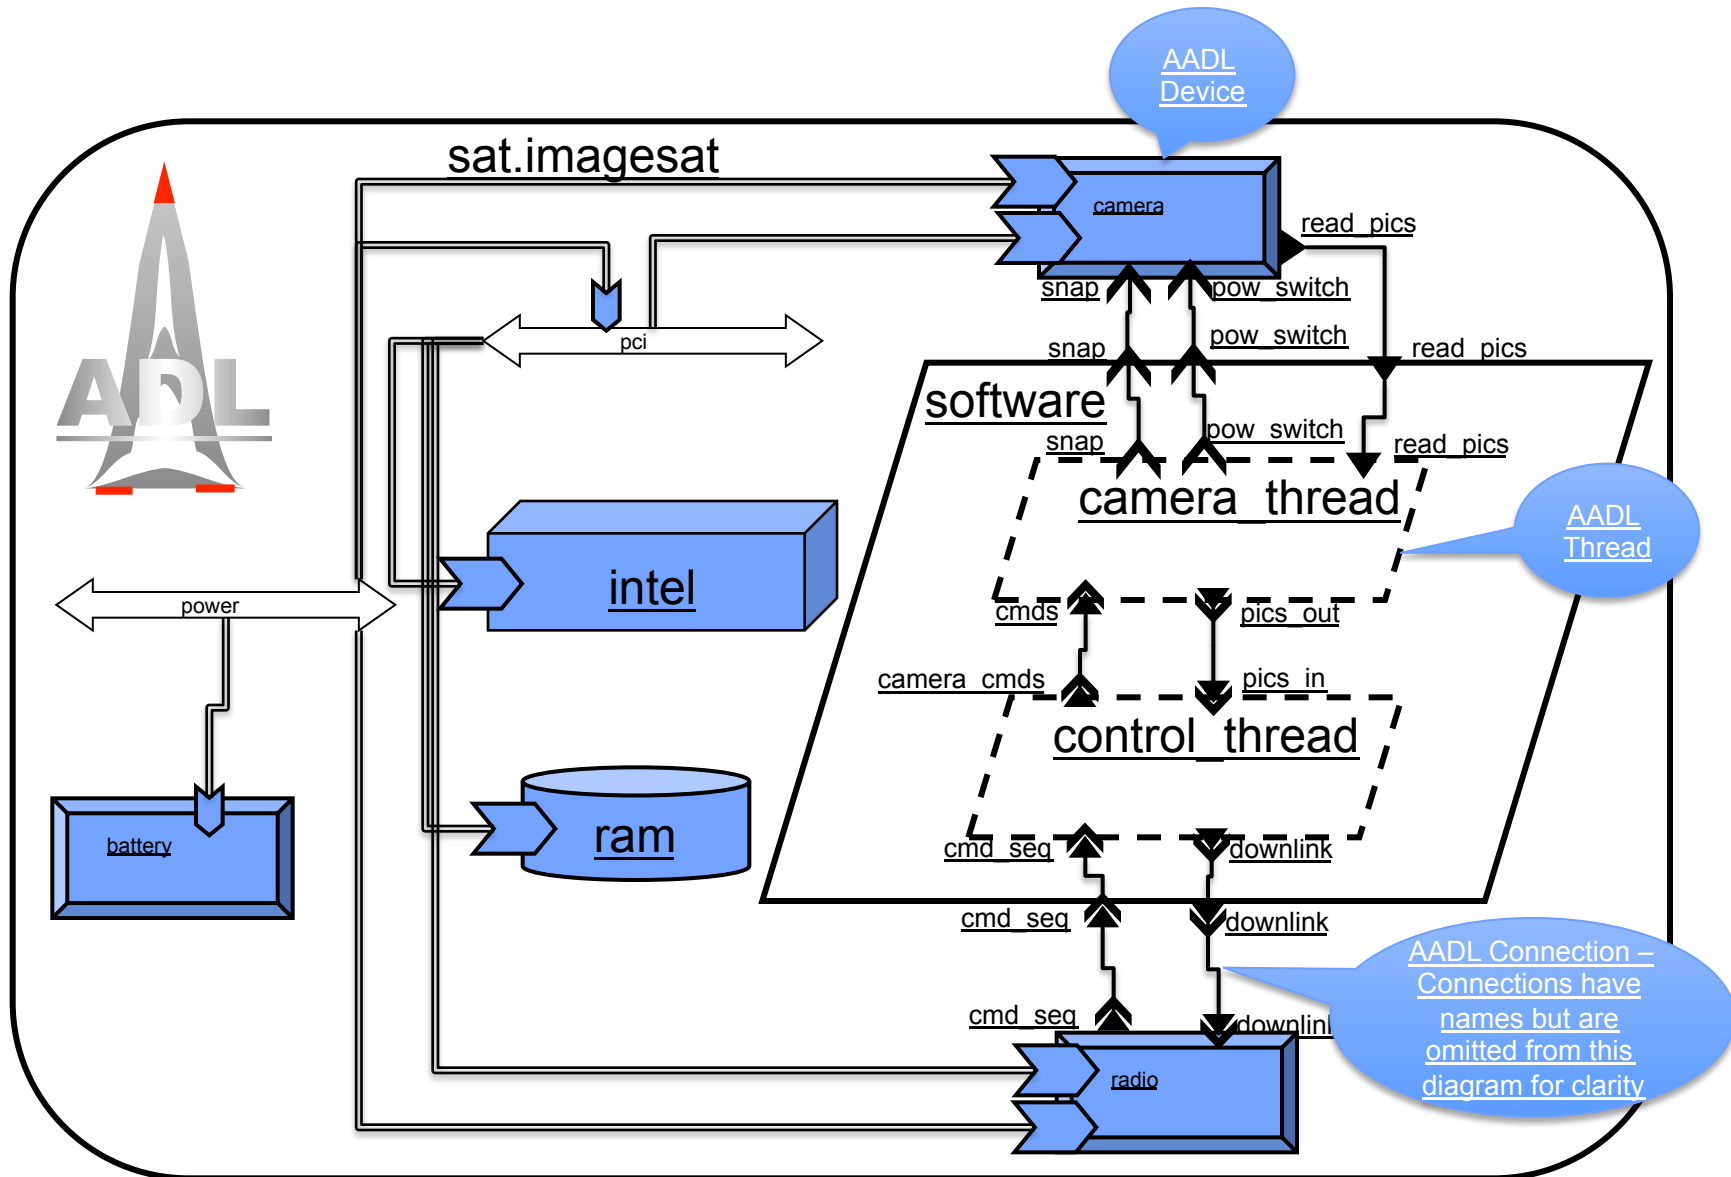 AADL
Device
sat.imagesat
camera
read_pics
snap
pow_switch
pci
snap
pow_switch
read_pics
ADL
software
snap
pow_switch
read_pics
camera_thread
AADL
Thread
intel
power
cmds
pics_out
camera_cmds
pics_in
control_thread
battery
ram
cmd_seq
downlink
cmd_seq
downlink
AADL Connection –
Connections have
names but are
omitted from this
diagram for clarity
cmd_seq
downlink
radio